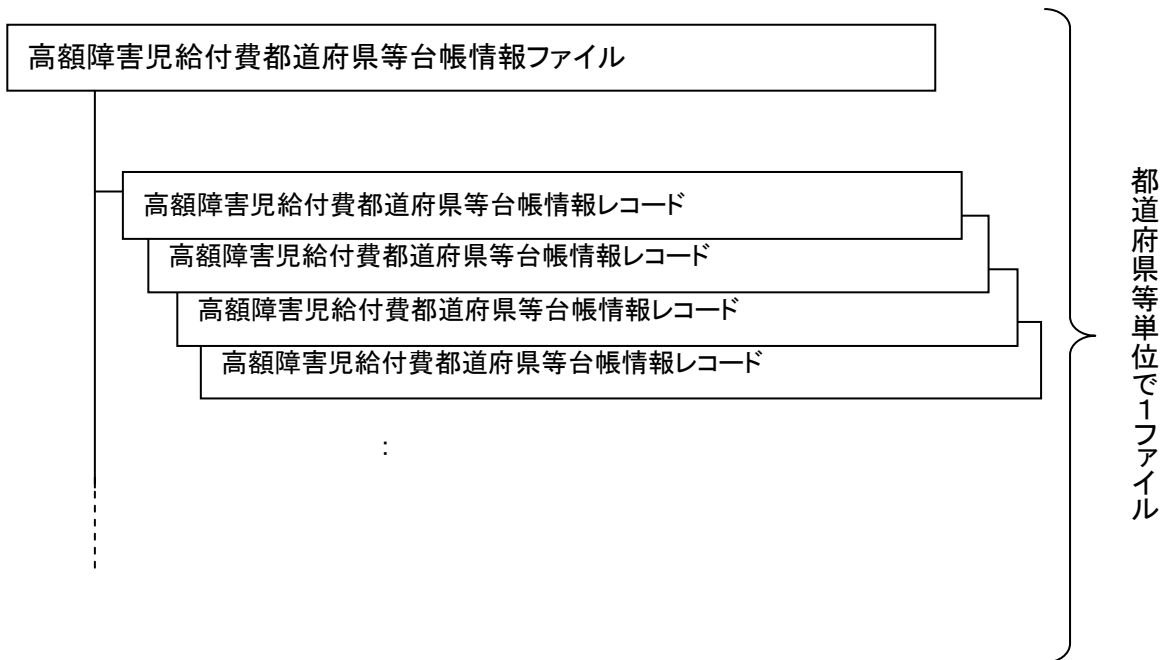 高額障害児給付費都道府県等台帳情報ファイル
高額障害児給付費都道府県等台帳情報レコード
高額障害児給付費都道府県等台帳情報レコード
高額障害児給付費都道府県等台帳情報レコード
高額障害児給付費都道府県等台帳情報レコード
:
都道府県等単位で1ファイル